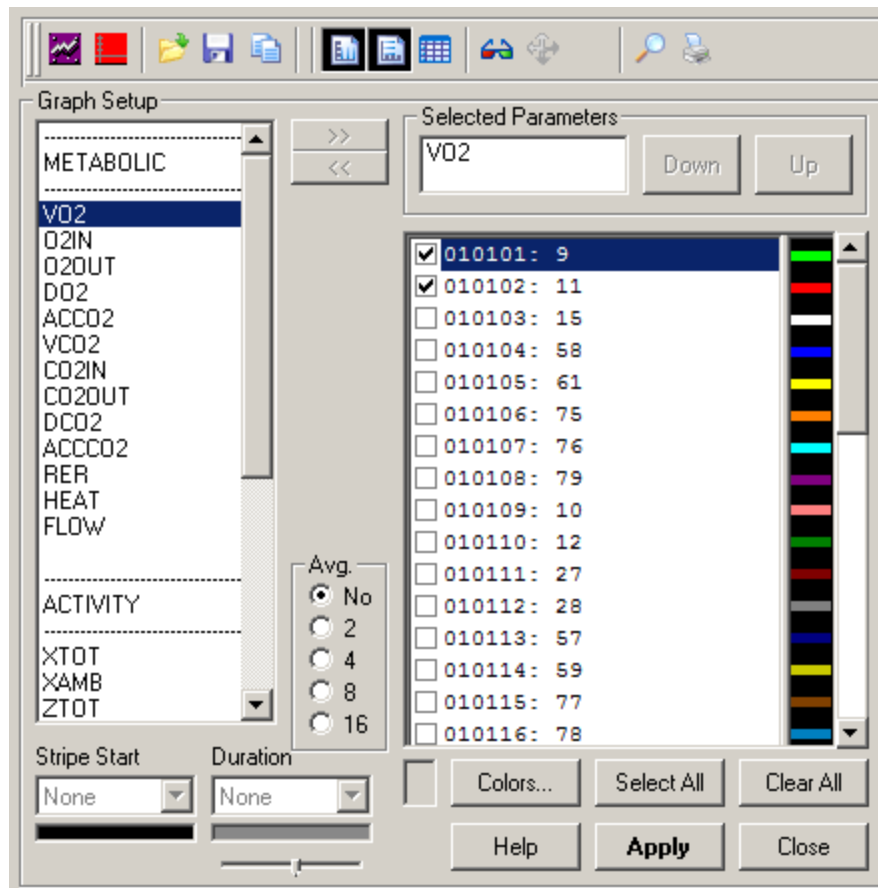 Graph Setup
METABOLIC
VO2
O2IN
O2OUT
DO2
ACCO2
VCO2
CO2IN
CO2OUT
DCO2
ACCCO2
RER
HEAT
FLOW
ACTIVITY
XTOT
XAMB
ZTOT
>>
<<
Selected Parameters
VO2
Down
Up
010101: 9
010102: 11
010103: 15
010104: 58
010105: 61
010106: 75
010107: 76
010108: 79
010109: 10
010110: 12
010111: 27
010112: 28
010113: 57
010114: 59
010115: 77
010116: 78
Avg.
No
2
4
8
16
Stripe Start
Duration
None
None
Colors...
Select All
Clear All
Help
Apply
Close